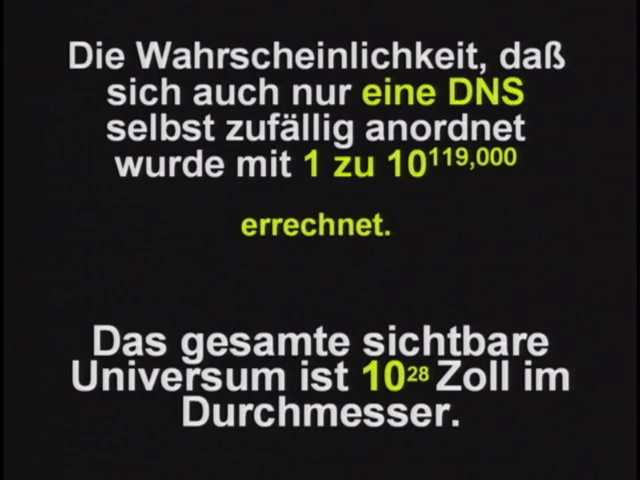 Die Wahrscheinlichkeit, daß
sich auch nur eine DNS
selbst zufällig anordnet
wurde mit 1 zu 10¹¹⁹,⁰⁰⁰
errechnet.
Das gesamte sichtbare
Universum ist 10²⁸ Zoll im
Durchmesser.